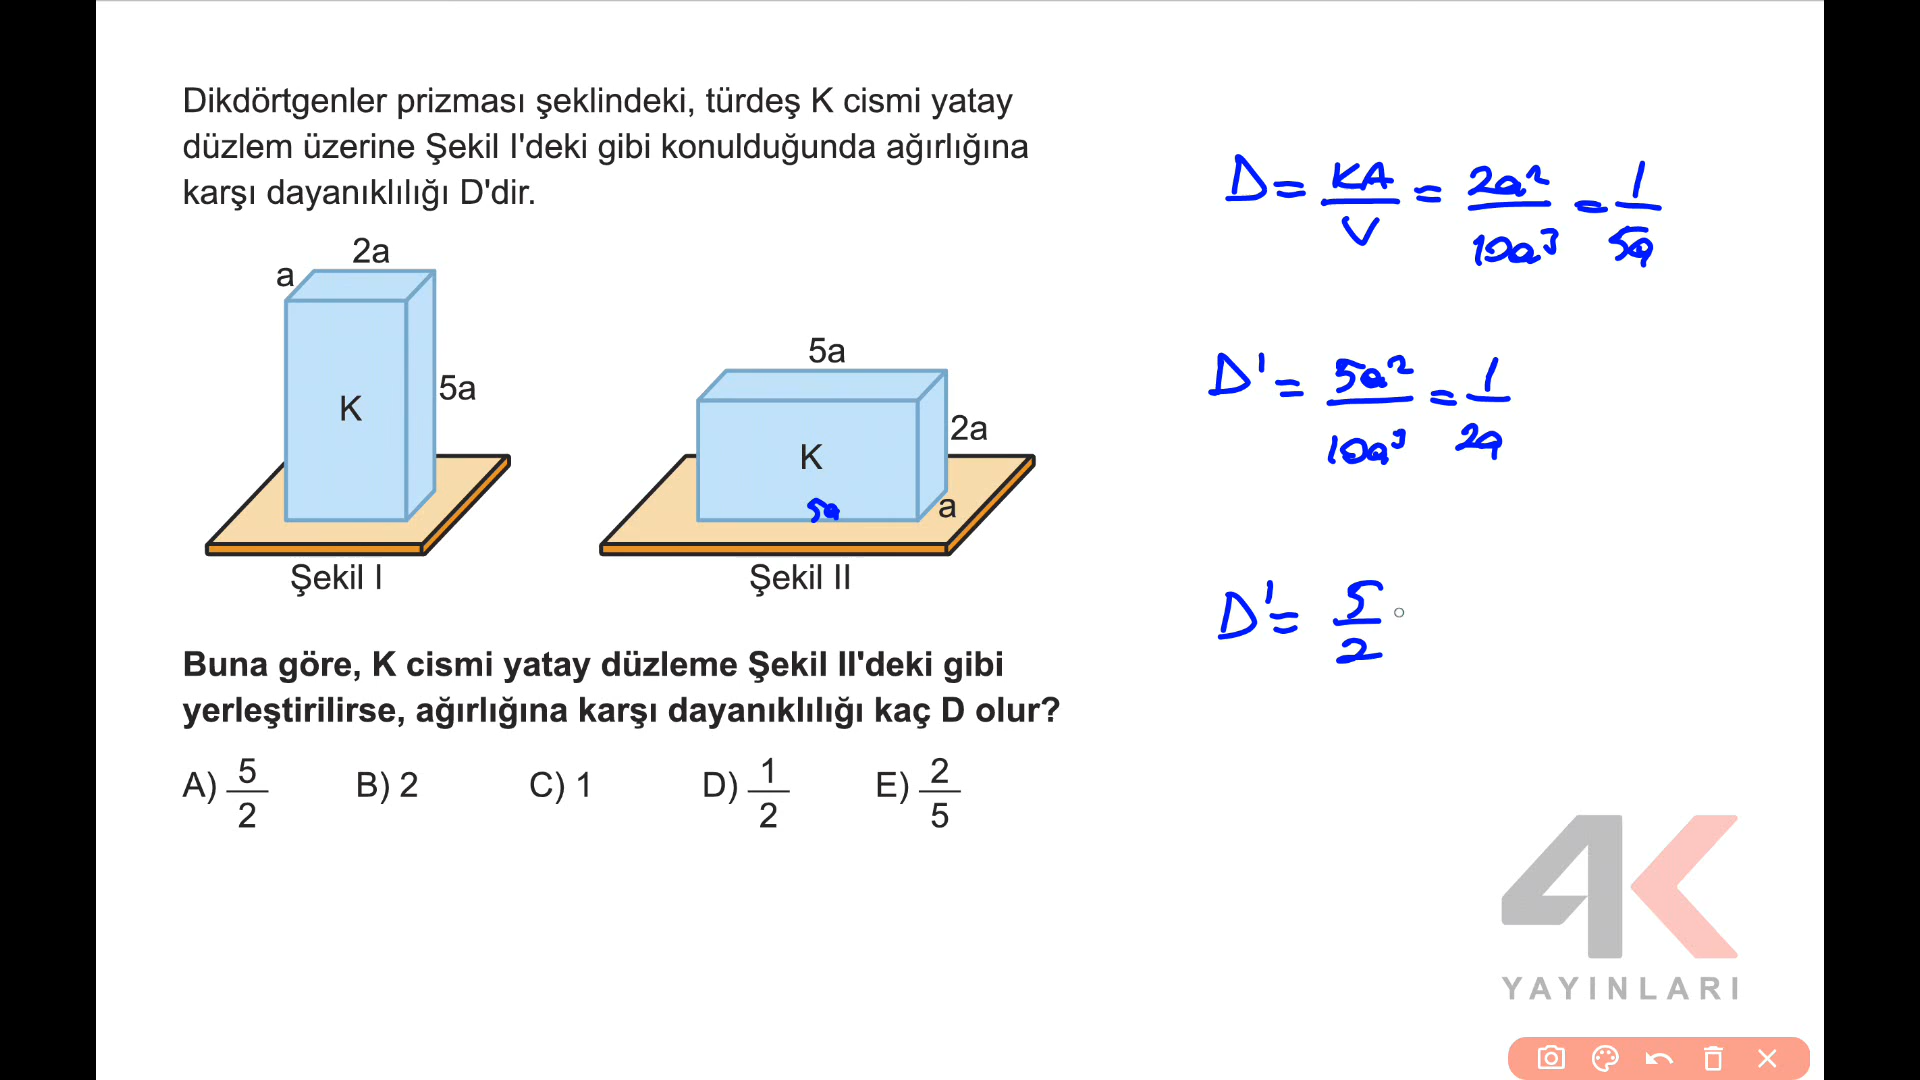 Dikdörtgenler prizması şeklindeki, türdeş K cismi yatay
düzlem üzerine Şekil I'deki gibi konulduğunda ağırlığına
karşı dayanıklılığı D'dir.
2a
a
K
5a
Şekil I
5a
K
2a
5a
a
Şekil II
Buna göre, K cismi yatay düzleme Şekil II'deki gibi
yerleştirilirse, ağırlığına karşı dayanıklılığı kaç D olur?
A) 5/2 B) 2 C) 1 D) 1/2 E) 2/5
D = KA/V = 2a²/10a³ = 1/5a
D' = 5a²/10a³ = 1/2a
D' = 5/2
4K
YAYINLARI